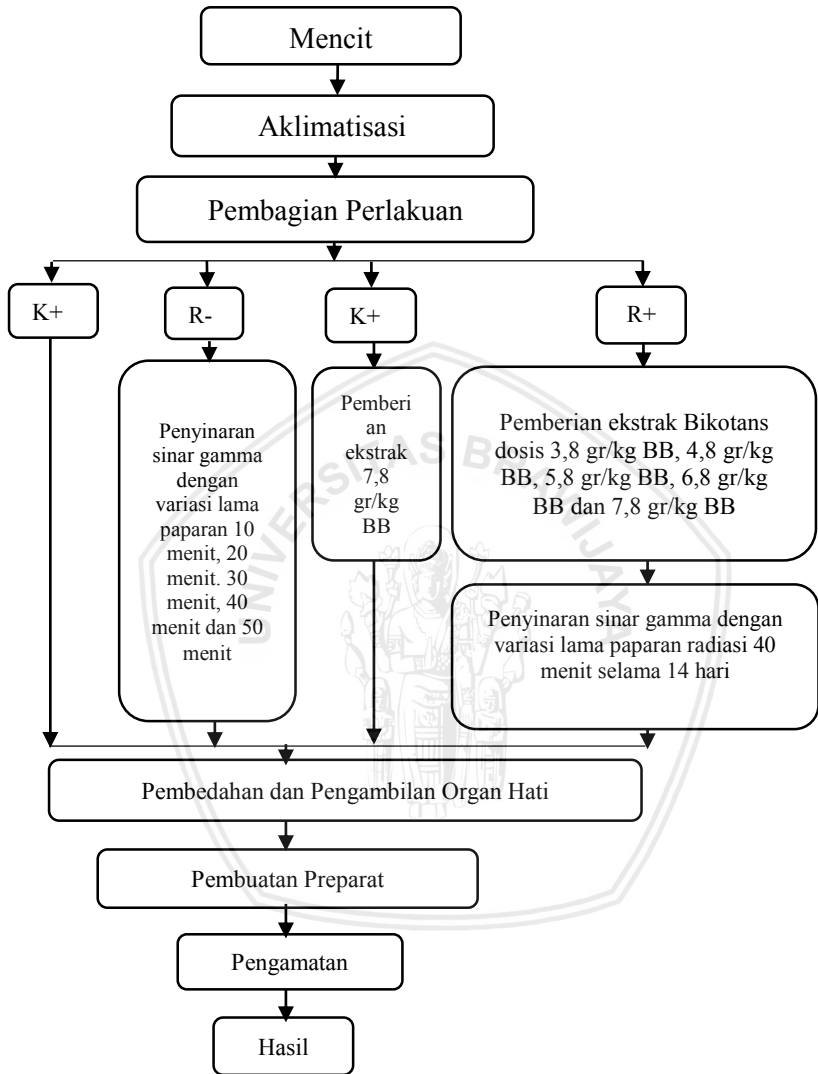 Mencit
Aklimatisasi
Pembagian Perlakuan
K+
R-
K+
R+
Penyinaran
sinar gamma
dengan
variasi lama
paparan 10
menit, 20
menit. 30
menit, 40
menit dan 50
menit
Pemberi
an
ekstrak
7,8
gr/kg
BB
Pemberian ekstrak Bikotans
dosis 3,8 gr/kg BB, 4,8 gr/kg
BB, 5,8 gr/kg BB, 6,8 gr/kg
BB dan 7,8 gr/kg BB
Penyinaran sinar gamma dengan
variasi lama paparan radiasi 40
menit selama 14 hari
Pembedahan dan Pengambilan Organ Hati
Pembuatan Preparat
Pengamatan
Hasil
UNIVERSITAS BRAWIJAYA